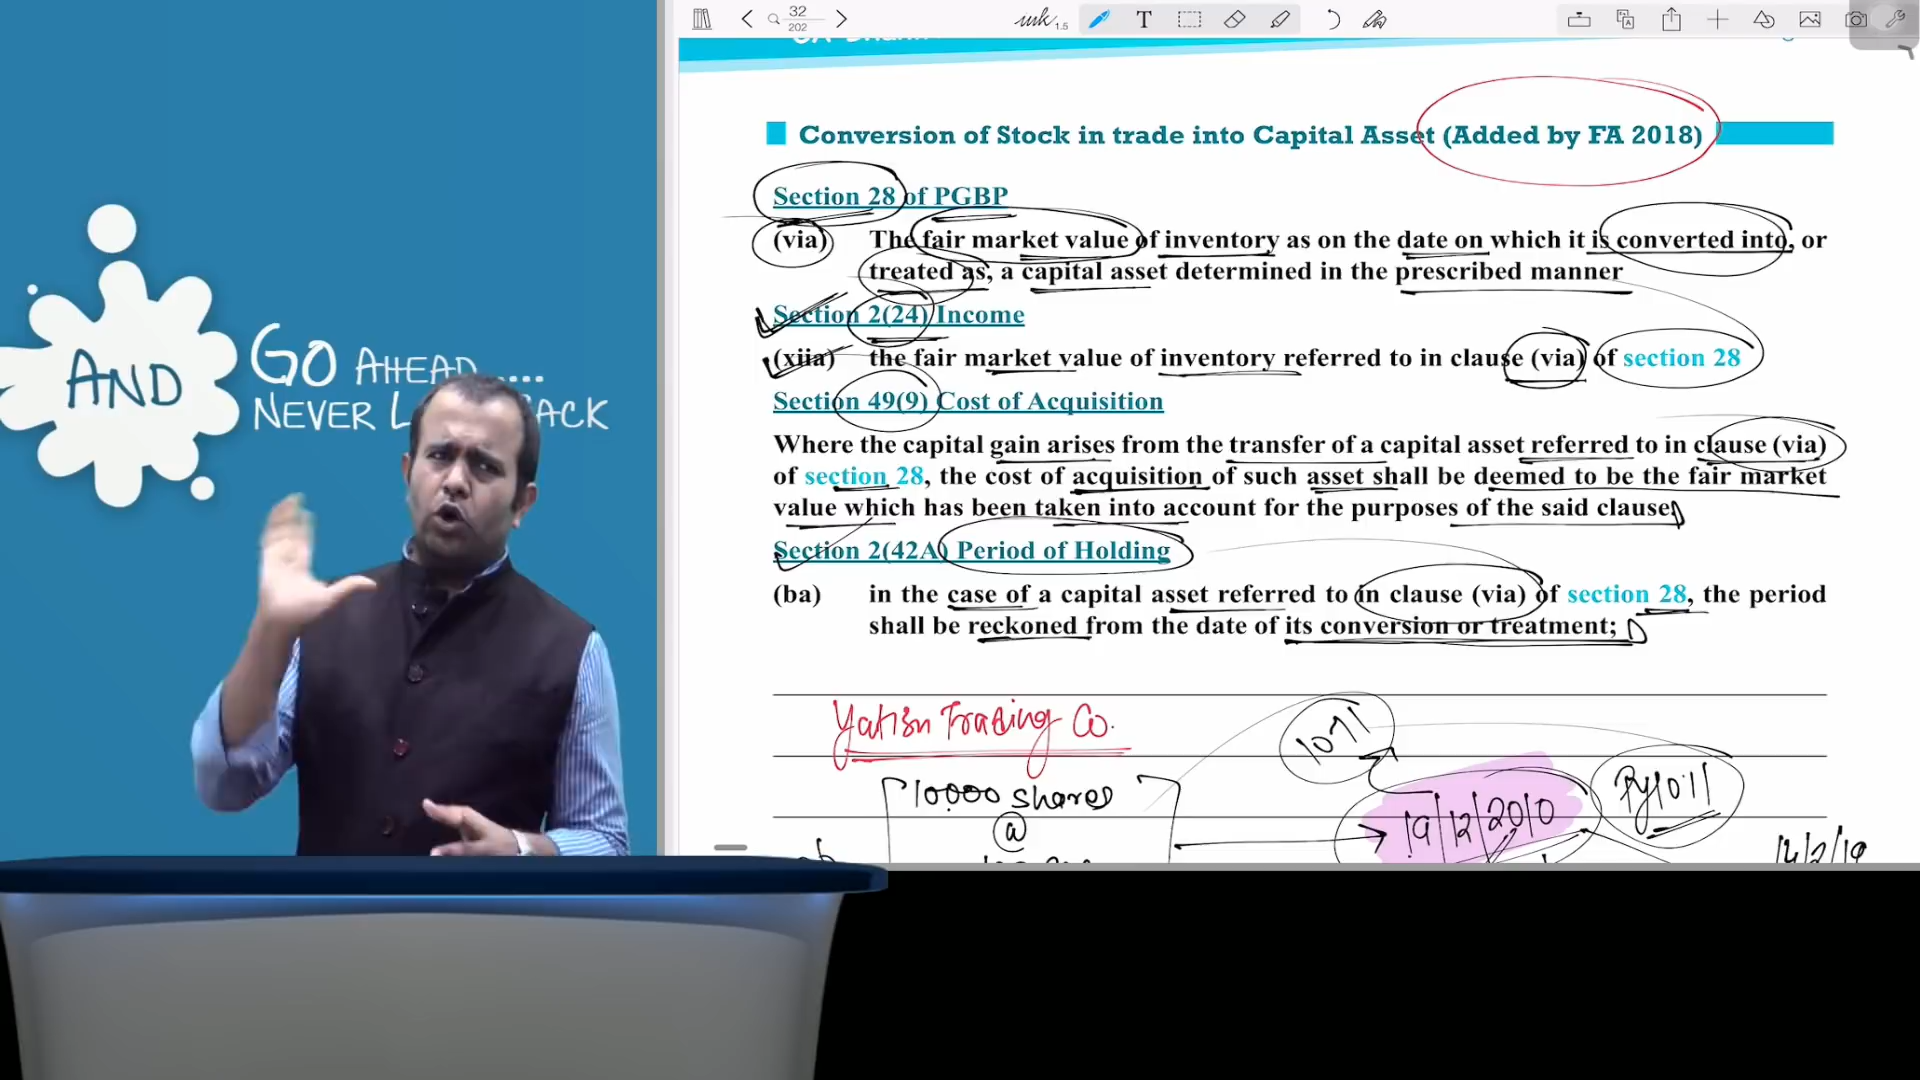 32
202
ink 1.5
T
Conversion of Stock in trade into Capital Asset (Added by FA 2018)
Section 28 of PGBP
(via) The fair market value of inventory as on the date on which it is converted into, or
treated as, a capital asset determined in the prescribed manner
Section 2(24) Income
(xiia) the fair market value of inventory referred to in clause (via) of section 28
Section 49(9) Cost of Acquisition
Where the capital gain arises from the transfer of a capital asset referred to in clause (via)
of section 28, the cost of acquisition of such asset shall be deemed to be the fair market
value which has been taken into account for the purposes of the said clause
Section 2(42A) Period of Holding
(ba) in the case of a capital asset referred to in clause (via) of section 28, the period
shall be reckoned from the date of its conversion or treatment;
Trading Co.
10000 shares
@
19/12/2010
14/2/19
AND
GO AHEAD ....
NEVER L ACK